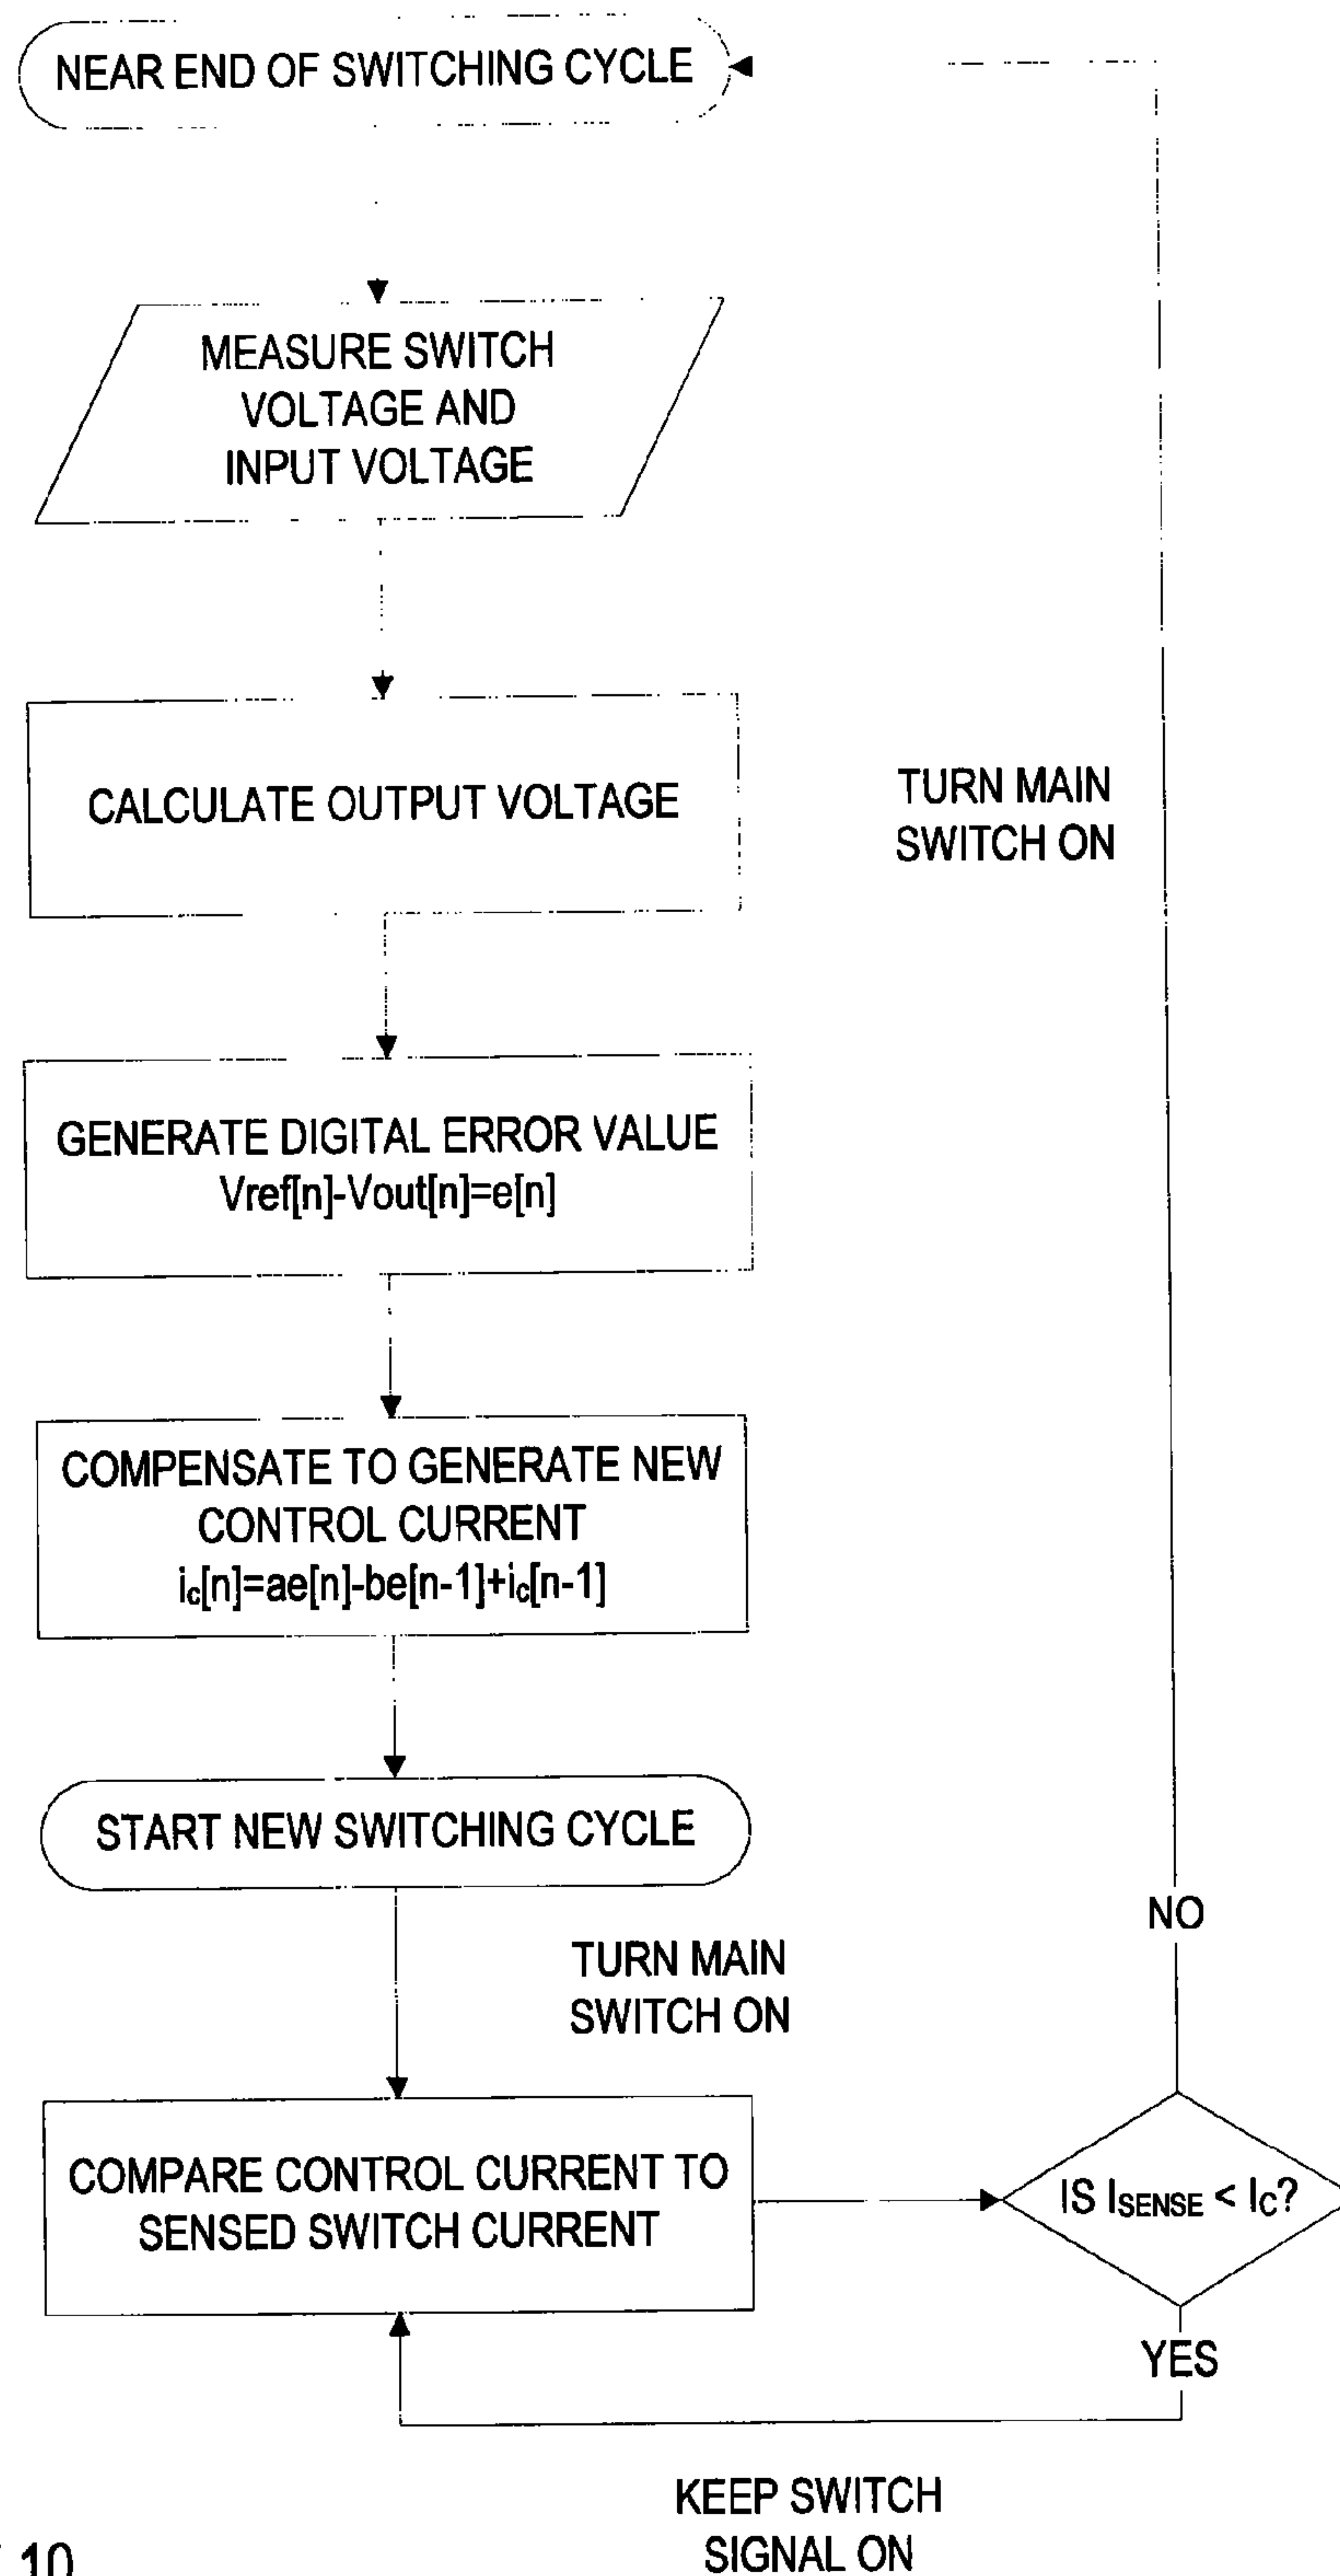 NEAR END OF SWITCHING CYCLE
MEASURE SWITCH
VOLTAGE AND
INPUT VOLTAGE
CALCULATE OUTPUT VOLTAGE
TURN MAIN
SWITCH ON
GENERATE DIGITAL ERROR VALUE
Vref[n]-Vout[n]=e[n]
COMPENSATE TO GENERATE NEW
CONTROL CURRENT
ic[n]=ae[n]-be[n-1]+ic[n-1]
START NEW SWITCHING CYCLE
NO
TURN MAIN
SWITCH ON
COMPARE CONTROL CURRENT TO
SENSED SWITCH CURRENT
IS ISENSE < IC?
YES
KEEP SWITCH
SIGNAL ON
10